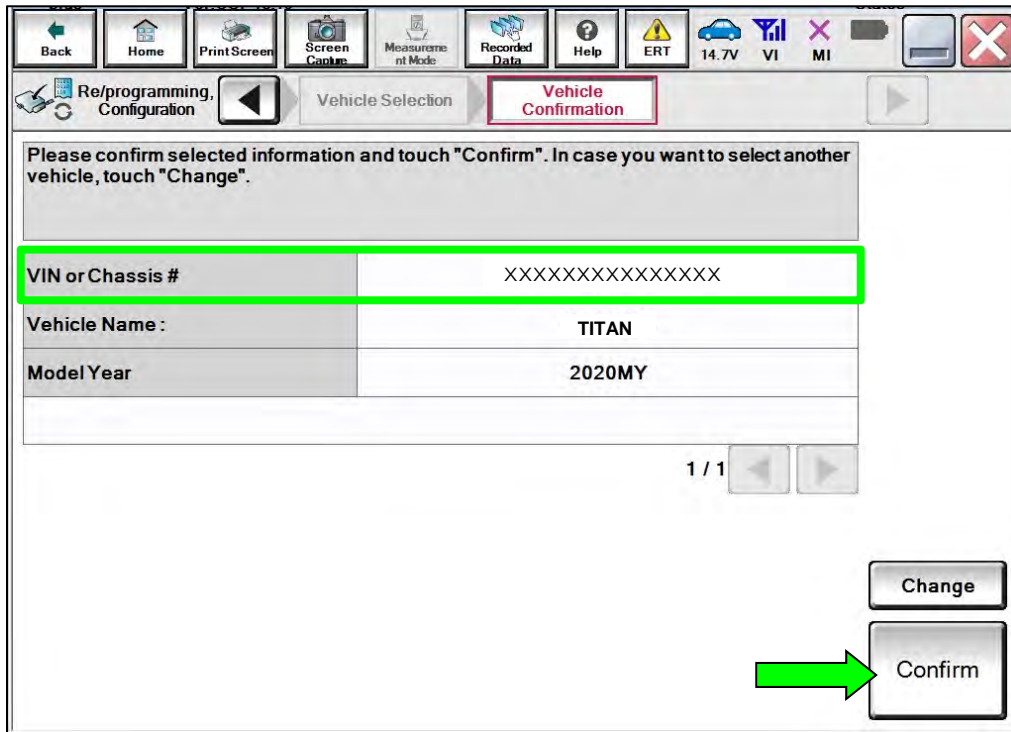 Back
Home
Print Screen
Screen
Capture
Measureme
nt Mode
Recorded
Data
Help
ERT
14.7V
VI
MI
Re/programming,
Configuration
Vehicle Selection
Vehicle
Confirmation
Please confirm selected information and touch "Confirm". In case you want to select another
vehicle, touch "Change".
VIN or Chassis # XXXXXXXXXXXXXXX
Vehicle Name : TITAN
Model Year 2020MY
1 / 1
Change
Confirm